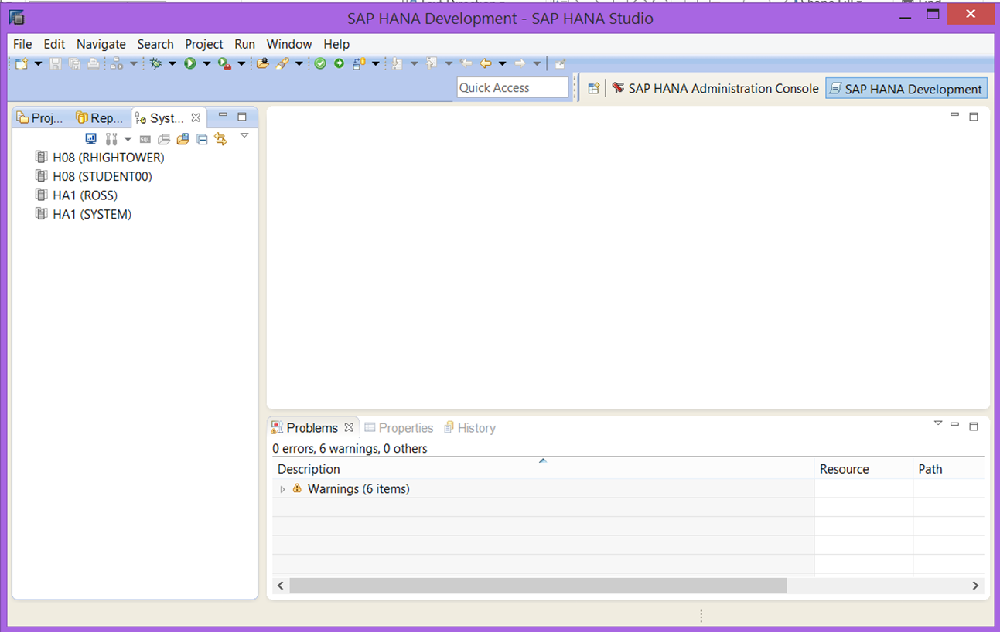 SAP HANA Development - SAP HANA Studio
File Edit Navigate Search Project Run Window Help
Quick Access
SAP HANA Administration Console
SAP HANA Development
Proj... Rep... Syst...
SQL
H08 (RHIGHTOWER)
H08 (STUDENT00)
HA1 (ROSS)
HA1 (SYSTEM)
Problems Properties History
0 errors, 6 warnings, 0 others
Description Resource Path
Warnings (6 items)